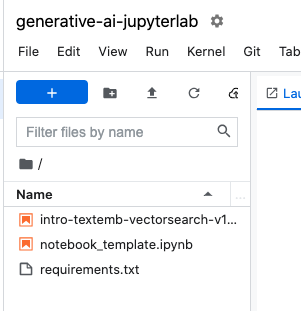 generative-ai-jupyterlab
File Edit View Run Kernel Git Tab
Filter files by name
/
Name
intro-textemb-vectorsearch-v1...
notebook_template.ipynb
requirements.txt